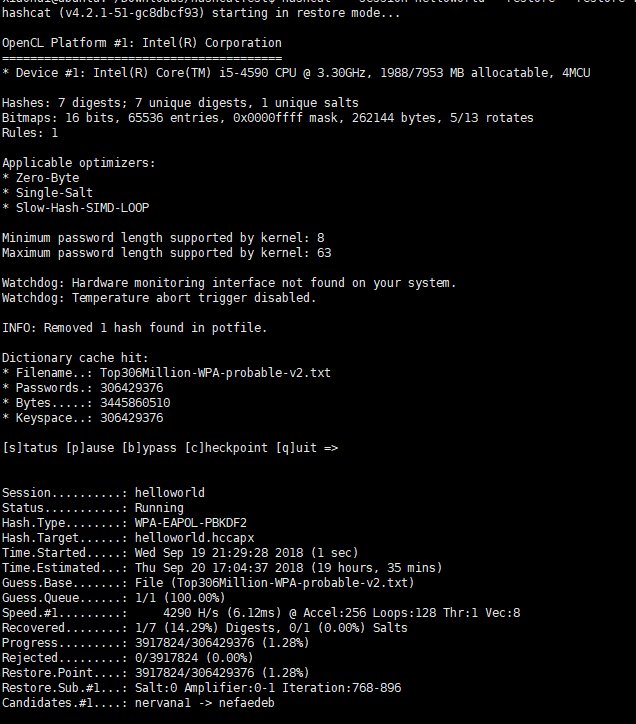 hashcat (v4.2.1-51-gc8dbcf93) starting in restore mode...
OpenCL Platform #1: Intel(R) Corporation
========================================
* Device #1: Intel(R) Core(TM) i5-4590 CPU @ 3.30GHz, 1988/7953 MB allocatable, 4MCU
Hashes: 7 digests; 7 unique digests, 1 unique salts
Bitmaps: 16 bits, 65536 entries, 0x0000ffff mask, 262144 bytes, 5/13 rotates
Rules: 1
Applicable optimizers:
* Zero-Byte
* Single-Salt
* Slow-Hash-SIMD-LOOP
Minimum password length supported by kernel: 8
Maximum password length supported by kernel: 63
Watchdog: Hardware monitoring interface not found on your system.
Watchdog: Temperature abort trigger disabled.
INFO: Removed 1 hash found in potfile.
Dictionary cache hit:
* Filename..: Top306Million-WPA-probable-v2.txt
* Passwords.: 306429376
* Bytes.....: 3445860510
* Keyspace..: 306429376
[s]tatus [p]ause [b]ypass [c]heckpoint [q]uit =>
Session..........: helloworld
Status...........: Running
Hash.Type........: WPA-EAPOL-PBKDF2
Hash.Target......: helloworld.hccapx
Time.Started.....: Wed Sep 19 21:29:28 2018 (1 sec)
Time.Estimated...: Thu Sep 20 17:04:37 2018 (19 hours, 35 mins)
Guess.Base.......: File (Top306Million-WPA-probable-v2.txt)
Guess.Queue......: 1/1 (100.00%)
Speed.#1.........:     4290 H/s (6.12ms) @ Accel:256 Loops:128 Thr:1 Vec:8
Recovered........: 1/7 (14.29%) Digests, 0/1 (0.00%) Salts
Progress.........: 3917824/306429376 (1.28%)
Rejected.........: 0/3917824 (0.00%)
Restore.Point....: 3917824/306429376 (1.28%)
Restore.Sub.#1...: Salt:0 Amplifier:0-1 Iteration:768-896
Candidates.#1....: nervana1 -> nefaedeb